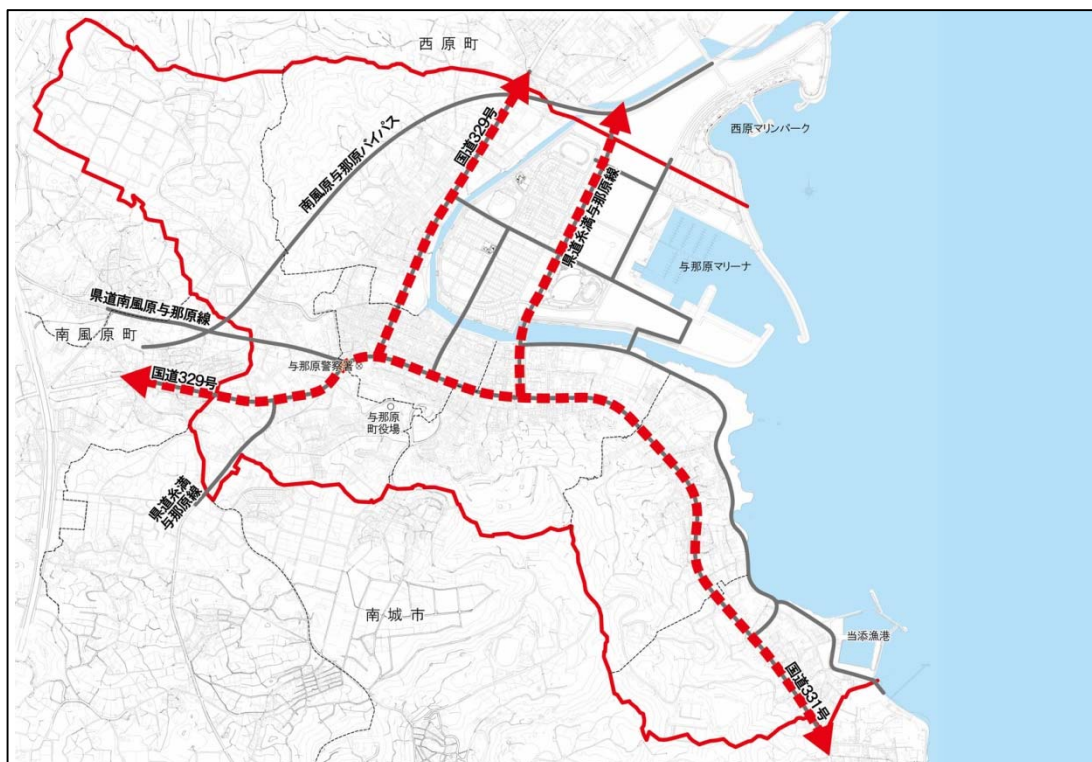 西原町
西原マリンパーク
国道329号
南風原与那原バイパス
県道糸満与那原線
与那原マリーナ
県道南風原与那原線
南風原町
与那原警察署
国道329号
与那原
町役場
県道糸満
与那原線
南城市
当添漁港
国道331号